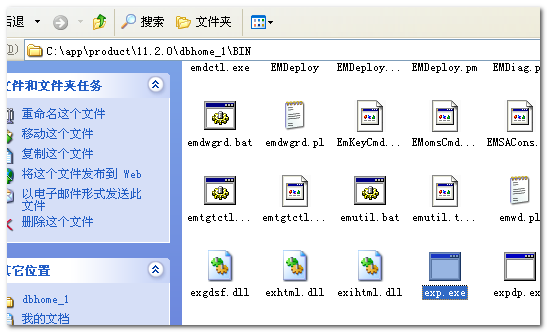 后退
搜索
文件夹
C:\app\product\11.2.0\dbhome_1\BIN
文件和文件夹任务
重命名这个文件
移动这个文件
复制这个文件
将这个文件发布到 Web
以电子邮件形式发送此
文件
删除这个文件
其它位置
dbhome_1
我的文档
emdctl.exe EMDeploy EMDeploy... EMDeploy.pm EMDiag.p
emdwgrd.bat emdwgrd.pl EmKeyCmd... EMomsCmd... EMSACons.
emtgtctl... emtgtctl... emutil.bat emutil.t... emwd.pl
exgdsf.dll exhtml.dll exihtml.dll exp.exe expdp.ex